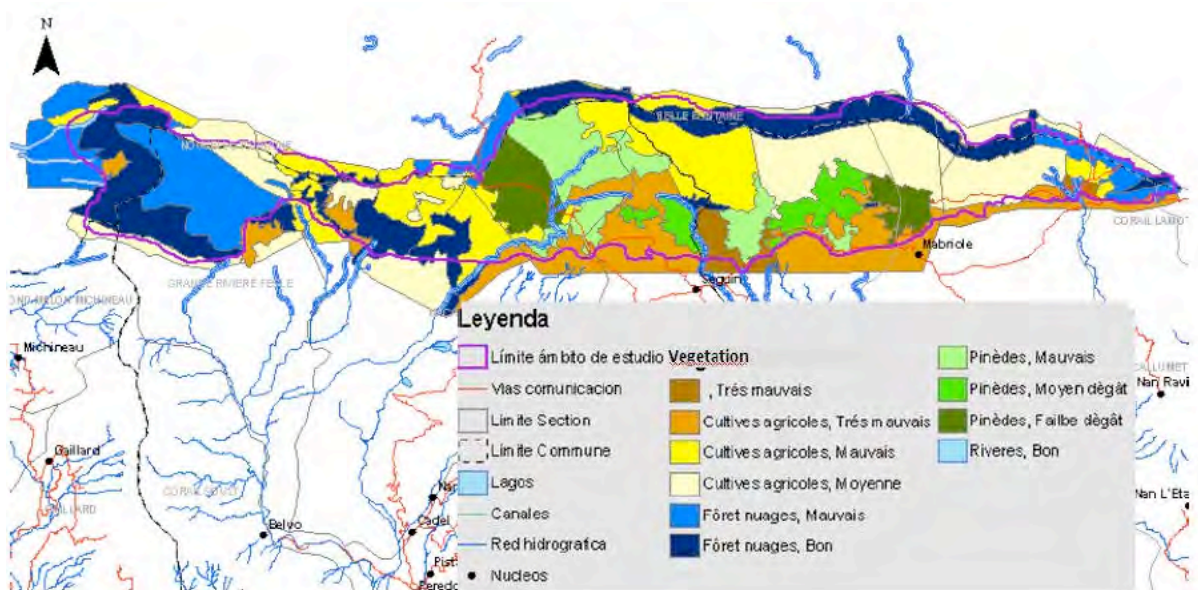 N
BELLE FONTAINE
CORAIL LAMOT
Mabriole
Seguin
GRANDE RIVIERE FESLE
Michineau
Gaillard
Belvo
Cadel
CALLUMET
Nan Ravi
Nan L'Eta
Leyenda
Límite ámbito de estudio
Vias comunicacion
Limite Section
Limite Commune
Lagos
Canales
Red hidrografica
Nucleos
Vegetation
, Trés mauvais
Cultives agricoles, Trés mauvais
Cultives agricoles, Mauvais
Cultives agricoles, Moyenne
Fôret nuages, Mauvais
Fôret nuages, Bon
Pinèdes, Mauvais
Pinèdes, Moyen dègât
Pinèdes, Failbe dègât
Riveres, Bon